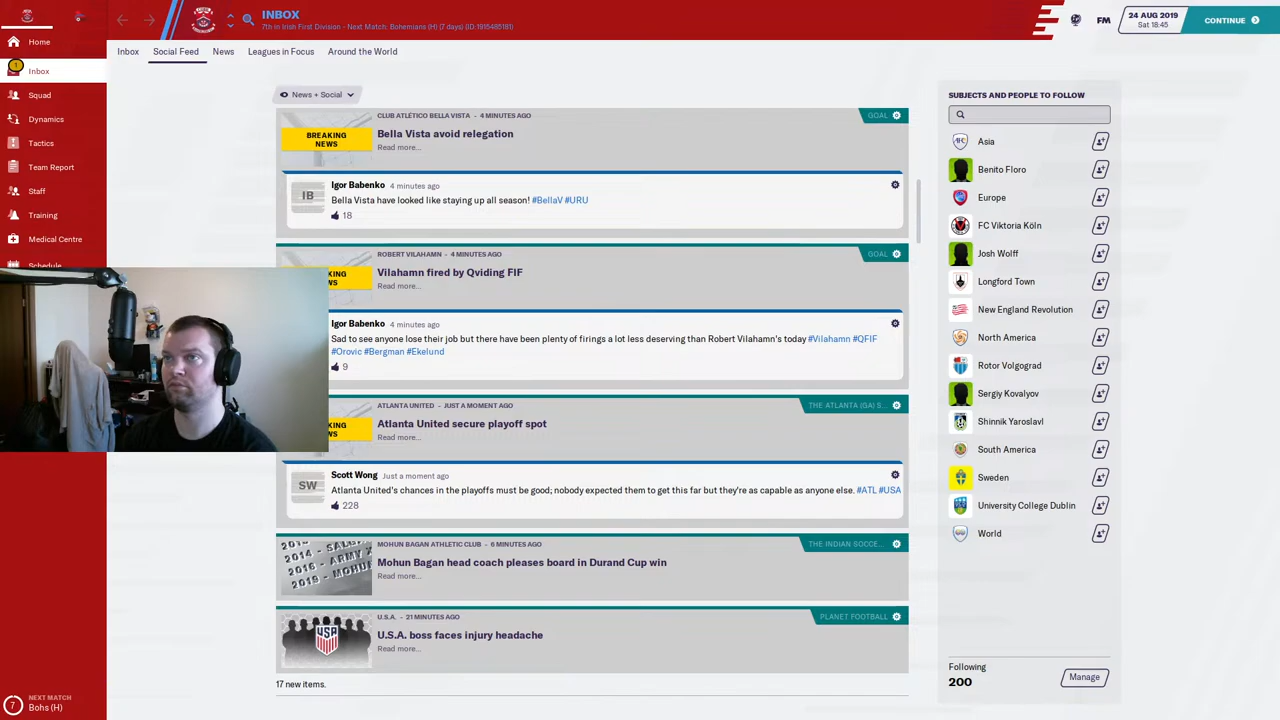 INBOX
7th in Irish First Division - Next Match: Bohemians (H) (7 days) (ID:1915485181)
FM
24 AUG 2019
Sat 18:45
CONTINUE
Home
1
Inbox
Squad
Dynamics
Tactics
Team Report
Staff
Training
Medical Centre
Schedule
NEXT MATCH
7
Bohs (H)
Inbox
Social Feed
News
Leagues in Focus
Around the World
News + Social
CLUB ATLÉTICO BELLA VISTA - 4 MINUTES AGO
GOAL
BREAKING NEWS
Bella Vista avoid relegation
Read more...
IB
Igor Babenko 4 minutes ago
Bella Vista have looked like staying up all season! #BellaV #URU
18
ROBERT VILAHAMN - 4 MINUTES AGO
GOAL
Vilahamn fired by Qviding FIF
Read more...
Igor Babenko 4 minutes ago
Sad to see anyone lose their job but there have been plenty of firings a lot less deserving than Robert Vilahamn's today #Vilahamn #QFIF
#Orovic #Bergman #Ekelund
9
ATLANTA UNITED - JUST A MOMENT AGO
THE ATLANTA (GA) S...
Atlanta United secure playoff spot
Read more...
SW
Scott Wong Just a moment ago
Atlanta United's chances in the playoffs must be good; nobody expected them to get this far but they're as capable as anyone else. #ATL #USA
228
MOHUN BAGAN ATHLETIC CLUB - 6 MINUTES AGO
THE INDIAN SOCCE...
Mohun Bagan head coach pleases board in Durand Cup win
Read more...
U.S.A. - 21 MINUTES AGO
PLANET FOOTBALL
USA
U.S.A. boss faces injury headache
Read more...
17 new items.
SUBJECTS AND PEOPLE TO FOLLOW
Asia
Benito Floro
Europe
FC Viktoria Köln
Josh Wolff
Longford Town
New England Revolution
North America
Rotor Volgograd
Sergiy Kovalyov
Shinnik Yaroslavl
South America
Sweden
University College Dublin
World
Following
200
Manage